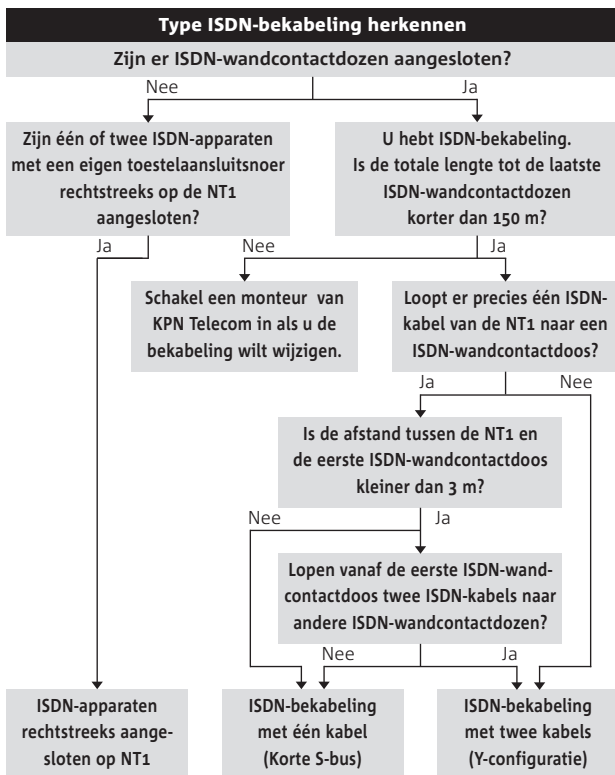 Type ISDN-bekabeling herkennen
Zijn er ISDN-wandcontactdozen aangesloten?
Nee
Ja
Zijn één of twee ISDN-apparaten
met een eigen toestelaansluitsnoer
rechtstreeks op de NT1
aangesloten?
U hebt ISDN-bekabeling.
Is de totale lengte tot de laatste
ISDN-wandcontactdozen
korter dan 150 m?
Ja
Nee
Ja
Schakel een monteur van
KPN Telecom in als u de
bekabeling wilt wijzigen.
Loopt er precies één ISDN-
kabel van de NT1 naar een
ISDN-wandcontactdoos?
Ja
Nee
Is de afstand tussen de NT1 en
de eerste ISDN-wandcontactdoos
kleiner dan 3 m?
Nee
Ja
Lopen vanaf de eerste ISDN-wand-
contactdoos twee ISDN-kabels naar
andere ISDN-wandcontactdozen?
Nee
Ja
ISDN-apparaten
rechtstreeks aange-
sloten op NT1
ISDN-bekabeling
met één kabel
(Korte S-bus)
ISDN-bekabeling
met twee kabels
(Y-configuratie)